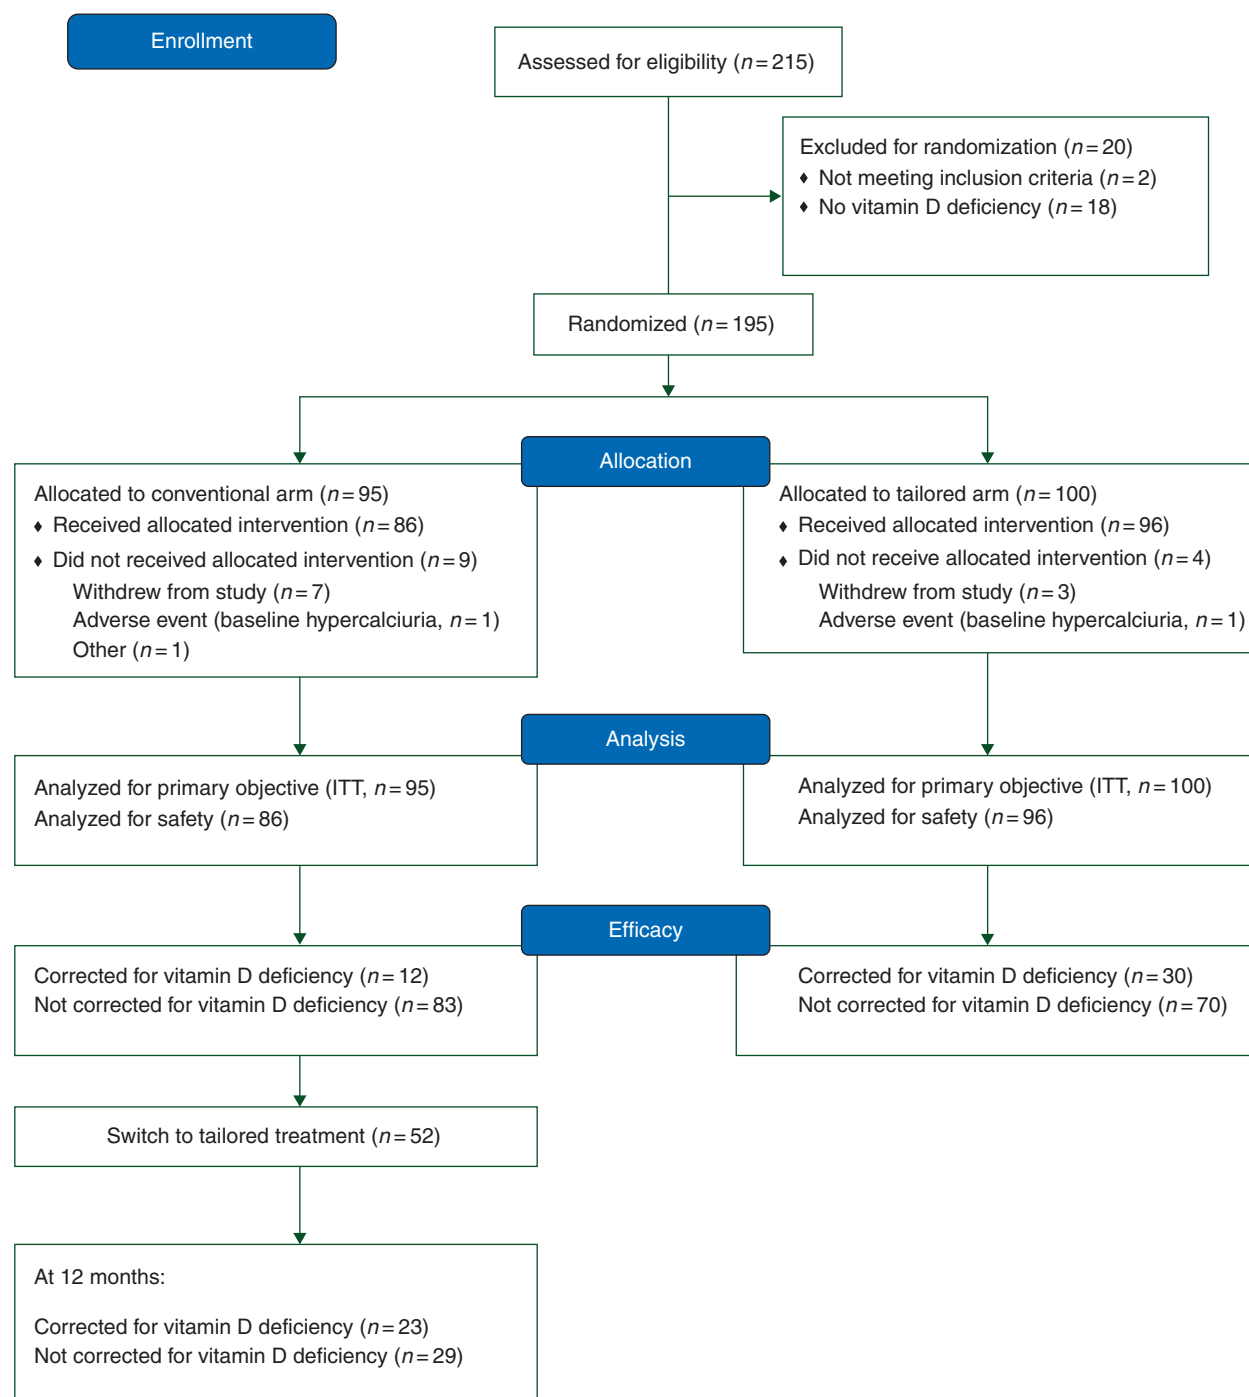 Enrollment
Assessed for eligibility (n=215)
Excluded for randomization (n=20)
♦ Not meeting inclusion criteria (n=2)
♦ No vitamin D deficiency (n=18)
Randomized (n=195)
Allocation
Allocated to conventional arm (n=95)
♦ Received allocated intervention (n=86)
♦ Did not received allocated intervention (n=9)
Withdrew from study (n=7)
Adverse event (baseline hypercalciuria, n=1)
Other (n=1)
Allocated to tailored arm (n=100)
♦ Received allocated intervention (n=96)
♦ Did not receive allocated intervention (n=4)
Withdrew from study (n=3)
Adverse event (baseline hypercalciuria, n=1)
Analysis
Analyzed for primary objective (ITT, n=95)
Analyzed for safety (n=86)
Analyzed for primary objective (ITT, n=100)
Analyzed for safety (n=96)
Efficacy
Corrected for vitamin D deficiency (n=12)
Not corrected for vitamin D deficiency (n=83)
Corrected for vitamin D deficiency (n=30)
Not corrected for vitamin D deficiency (n=70)
Switch to tailored treatment (n=52)
At 12 months:
Corrected for vitamin D deficiency (n=23)
Not corrected for vitamin D deficiency (n=29)